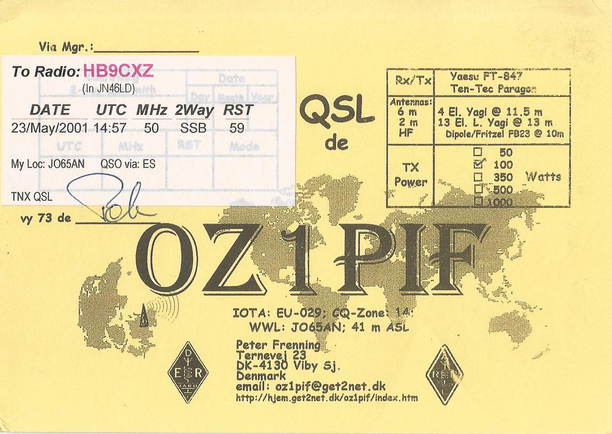 Via Mgr.:
To Radio: HB9CXZ
(In JN46LD)
DATE UTC MHz 2Way RST
23/May/2001 14:57 50 SSB 59
My Loc: JO65AN QSO via: ES
TNX QSL
vy 73 de
QSL
de
Rx/Tx Yaesu FT-847
Ten-Tec Paragon
Antennas:
6 m 4 El. Yagi @ 11.5 m
2 m 13 El. L. Yagi @ 13 m
HF Dipole/Fritzel FB23 @ 10m
TX Power
50
100
350 Watts
500
1000
OZ1PIF
IOTA: EU-029; CQ-Zone: 14;
WWL: JO65AN; 41 m ASL
Peter Frenning
Ternevej 23
DK-4130 Viby Sj.
Denmark
email: oz1pif@get2net.dk
http://hjem.get2net.dk/oz1pif/index.htm